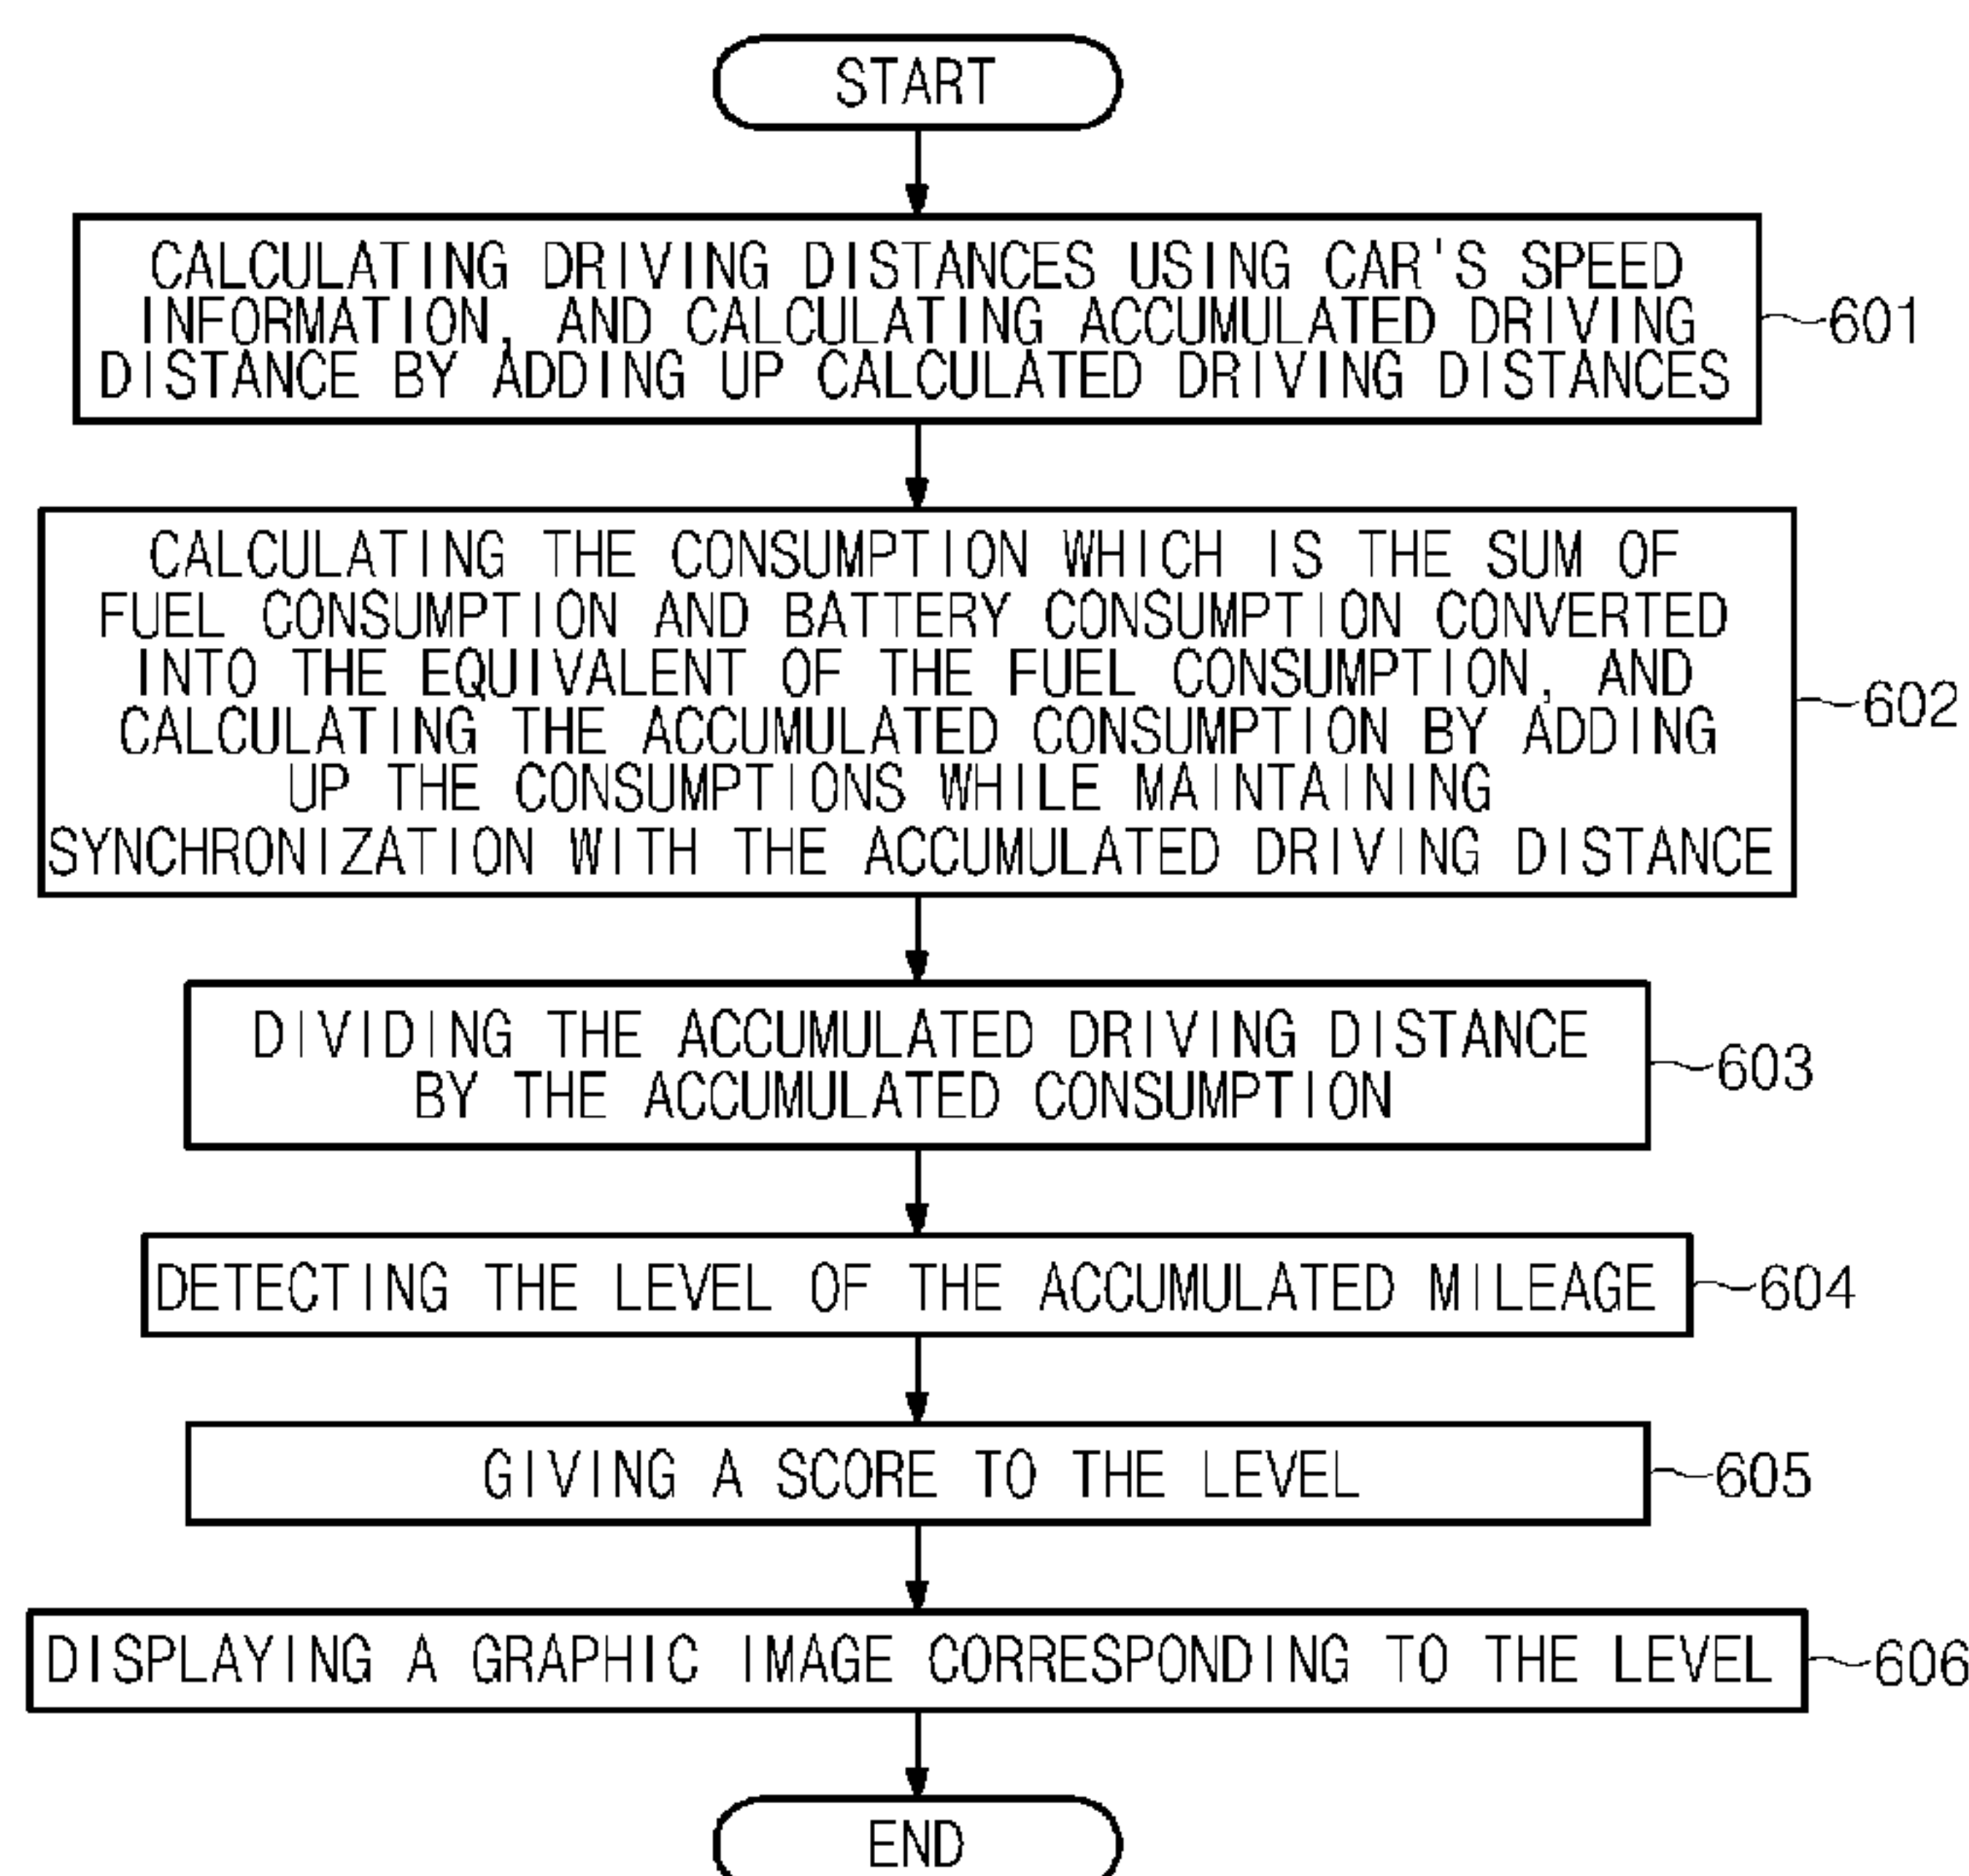 START
CALCULATING DRIVING DISTANCES USING CAR'S SPEED
INFORMATION, AND CALCULATING ACCUMULATED DRIVING
DISTANCE BY ADDING UP CALCULATED DRIVING DISTANCES
601
CALCULATING THE CONSUMPTION WHICH IS THE SUM OF
FUEL CONSUMPTION AND BATTERY CONSUMPTION CONVERTED
INTO THE EQUIVALENT OF THE FUEL CONSUMPTION, AND
CALCULATING THE ACCUMULATED CONSUMPTION BY ADDING
UP THE CONSUMPTIONS WHILE MAINTAINING
SYNCHRONIZATION WITH THE ACCUMULATED DRIVING DISTANCE
602
DIVIDING THE ACCUMULATED DRIVING DISTANCE
BY THE ACCUMULATED CONSUMPTION
603
DETECTING THE LEVEL OF THE ACCUMULATED MILEAGE
604
GIVING A SCORE TO THE LEVEL
605
DISPLAYING A GRAPHIC IMAGE CORRESPONDING TO THE LEVEL
606
END